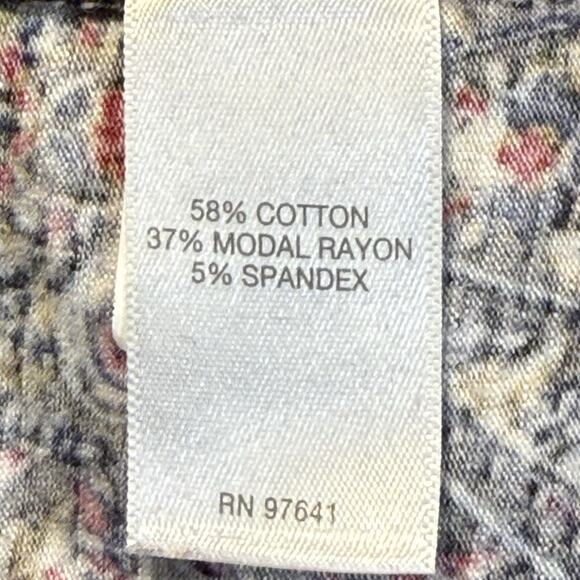 58% COTTON
37% MODAL RAYON
5% SPANDEX
RN 97641